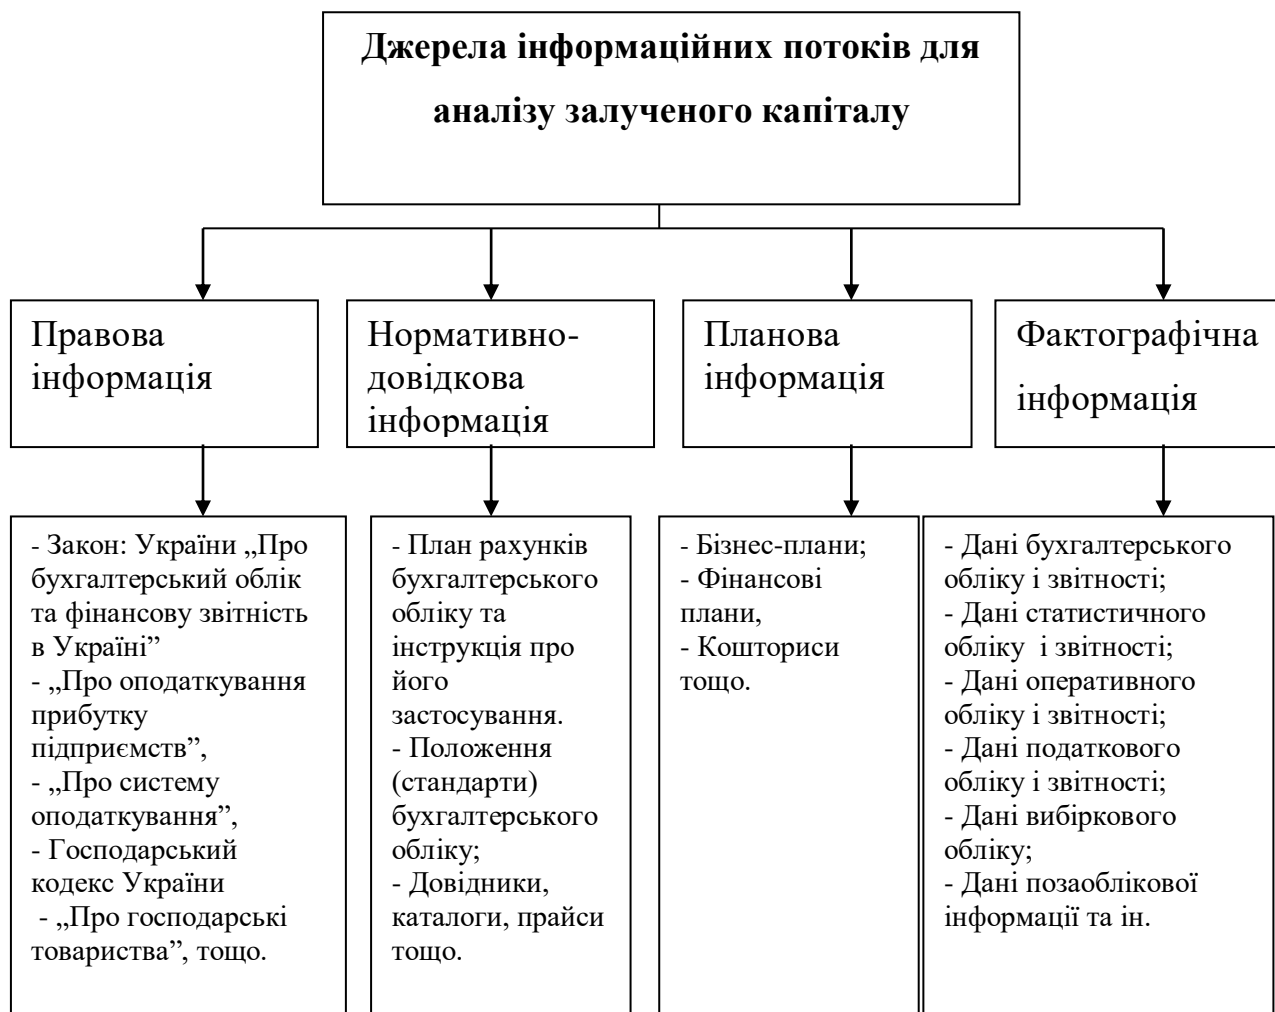 Джерела інформаційних потоків для
аналізу залученого капіталу
Правова
інформація
Нормативно-
довідкова
інформація
Планова
інформація
Фактографічна
інформація
- Закон: України „Про
бухгалтерський облік
та фінансову звітність
в Україні”
- „Про оподаткування
прибутку
підприємств”,
- „Про систему
оподаткування”,
- Господарський
кодекс України
- „Про господарські
товариства”, тощо.
- План рахунків
бухгалтерського
обліку та
інструкція про
його
застосування.
- Положення
(стандарти)
бухгалтерського
обліку;
- Довідники,
каталоги, прайси
тощо.
- Бізнес-плани;
- Фінансові
плани,
- Кошториси
тощо.
- Дані бухгалтерського
обліку і звітності;
- Дані статистичного
обліку і звітності;
- Дані оперативного
обліку і звітності;
- Дані податкового
обліку і звітності;
- Дані вибіркового
обліку;
- Дані позаоблікової
інформації та ін.